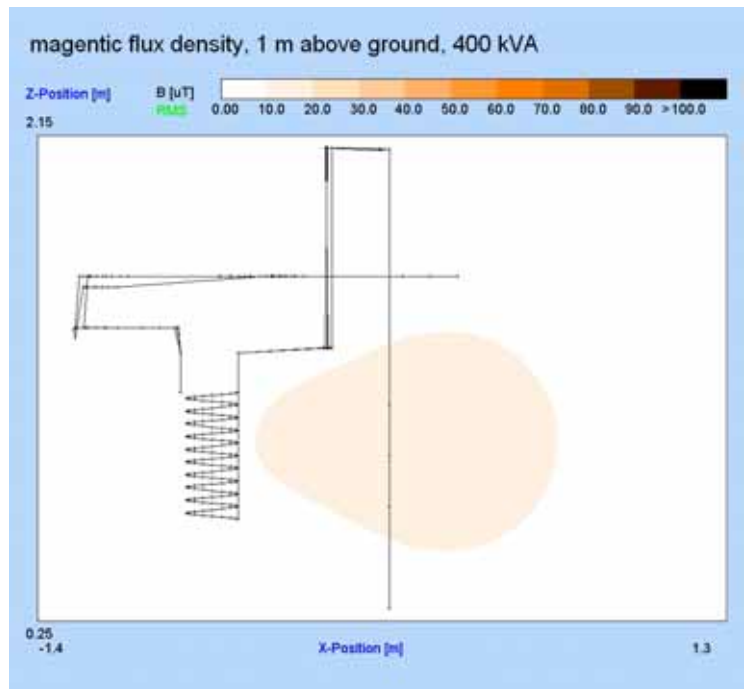 magentic flux density, 1 m above ground, 400 kVA
Z-Position [m] B [uT]
RMS
0.00 10.0 20.0 30.0 40.0 50.0 60.0 70.0 80.0 90.0 >100.0
2.15
0.25
-1.4 X-Position [m] 1.3